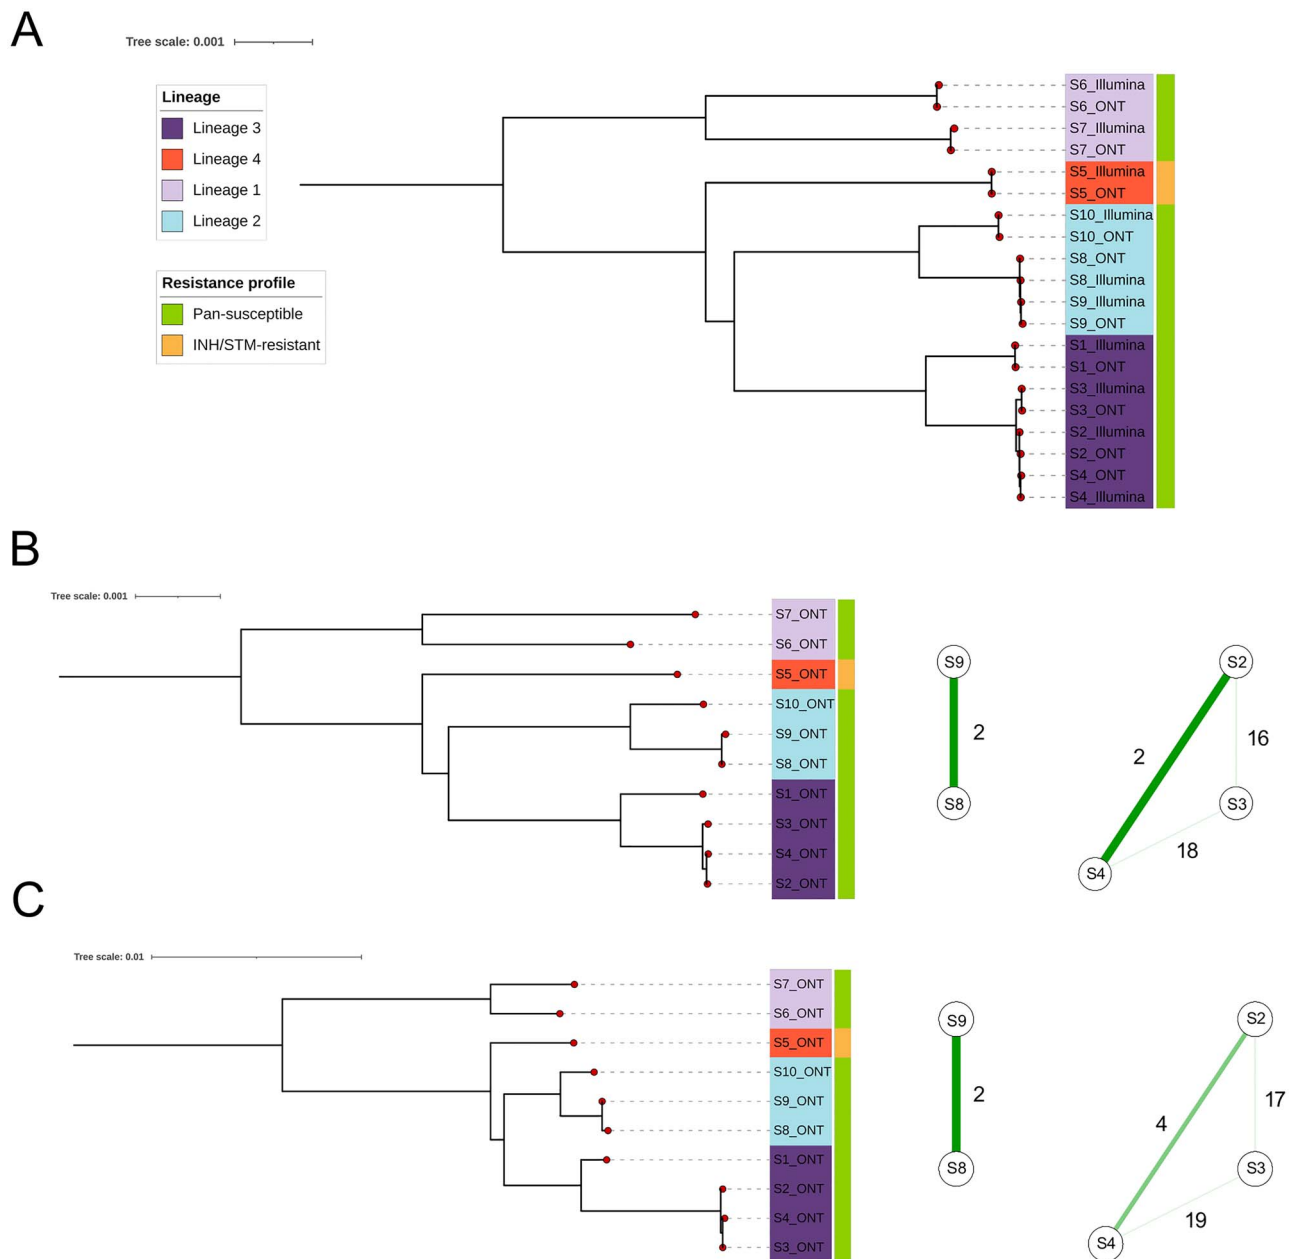 A
Tree scale: 0.001
Lineage
Lineage 3
Lineage 4
Lineage 1
Lineage 2
Resistance profile
Pan-susceptible
INH/STM-resistant
S6_Illumina
S6_ONT
S7_Illumina
S7_ONT
S5_Illumina
S5_ONT
S10_Illumina
S10_ONT
S8_ONT
S8_Illumina
S9_Illumina
S9_ONT
S1_Illumina
S1_ONT
S3_Illumina
S3_ONT
S2_Illumina
S2_ONT
S4_ONT
S4_Illumina
B
Tree scale: 0.001
S7_ONT
S6_ONT
S5_ONT
S10_ONT
S9_ONT
S8_ONT
S1_ONT
S3_ONT
S4_ONT
S2_ONT
S9
2
S8
S2
2
16
S3
18
S4
C
Tree scale: 0.01
S7_ONT
S6_ONT
S5_ONT
S10_ONT
S9_ONT
S8_ONT
S1_ONT
S2_ONT
S4_ONT
S3_ONT
S9
2
S8
S2
4
17
S3
19
S4